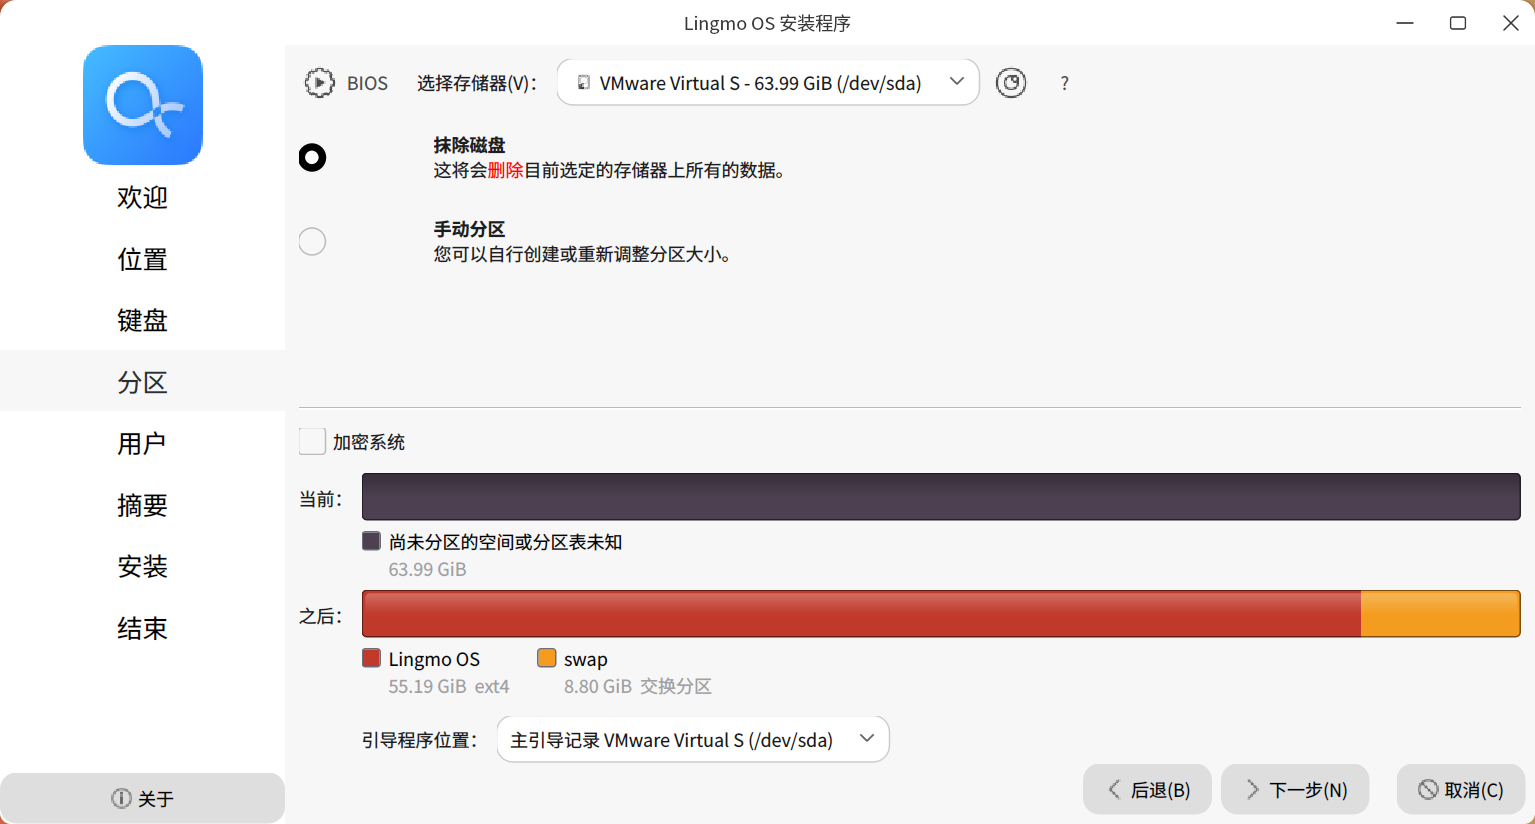 Lingmo OS 安装程序
欢迎
位置
键盘
分区
用户
摘要
安装
结束
关于
BIOS 选择存储器(V)： VMware Virtual S - 63.99 GiB (/dev/sda) ?
抹除磁盘
这将会删除目前选定的存储器上所有的数据。
手动分区
您可以自行创建或重新调整分区大小。
加密系统
当前：
尚未分区的空间或分区表未知
63.99 GiB
之后：
Lingmo OS swap
55.19 GiB ext4 8.80 GiB 交换分区
引导程序位置： 主引导记录 VMware Virtual S (/dev/sda)
后退(B) 下一步(N) 取消(C)